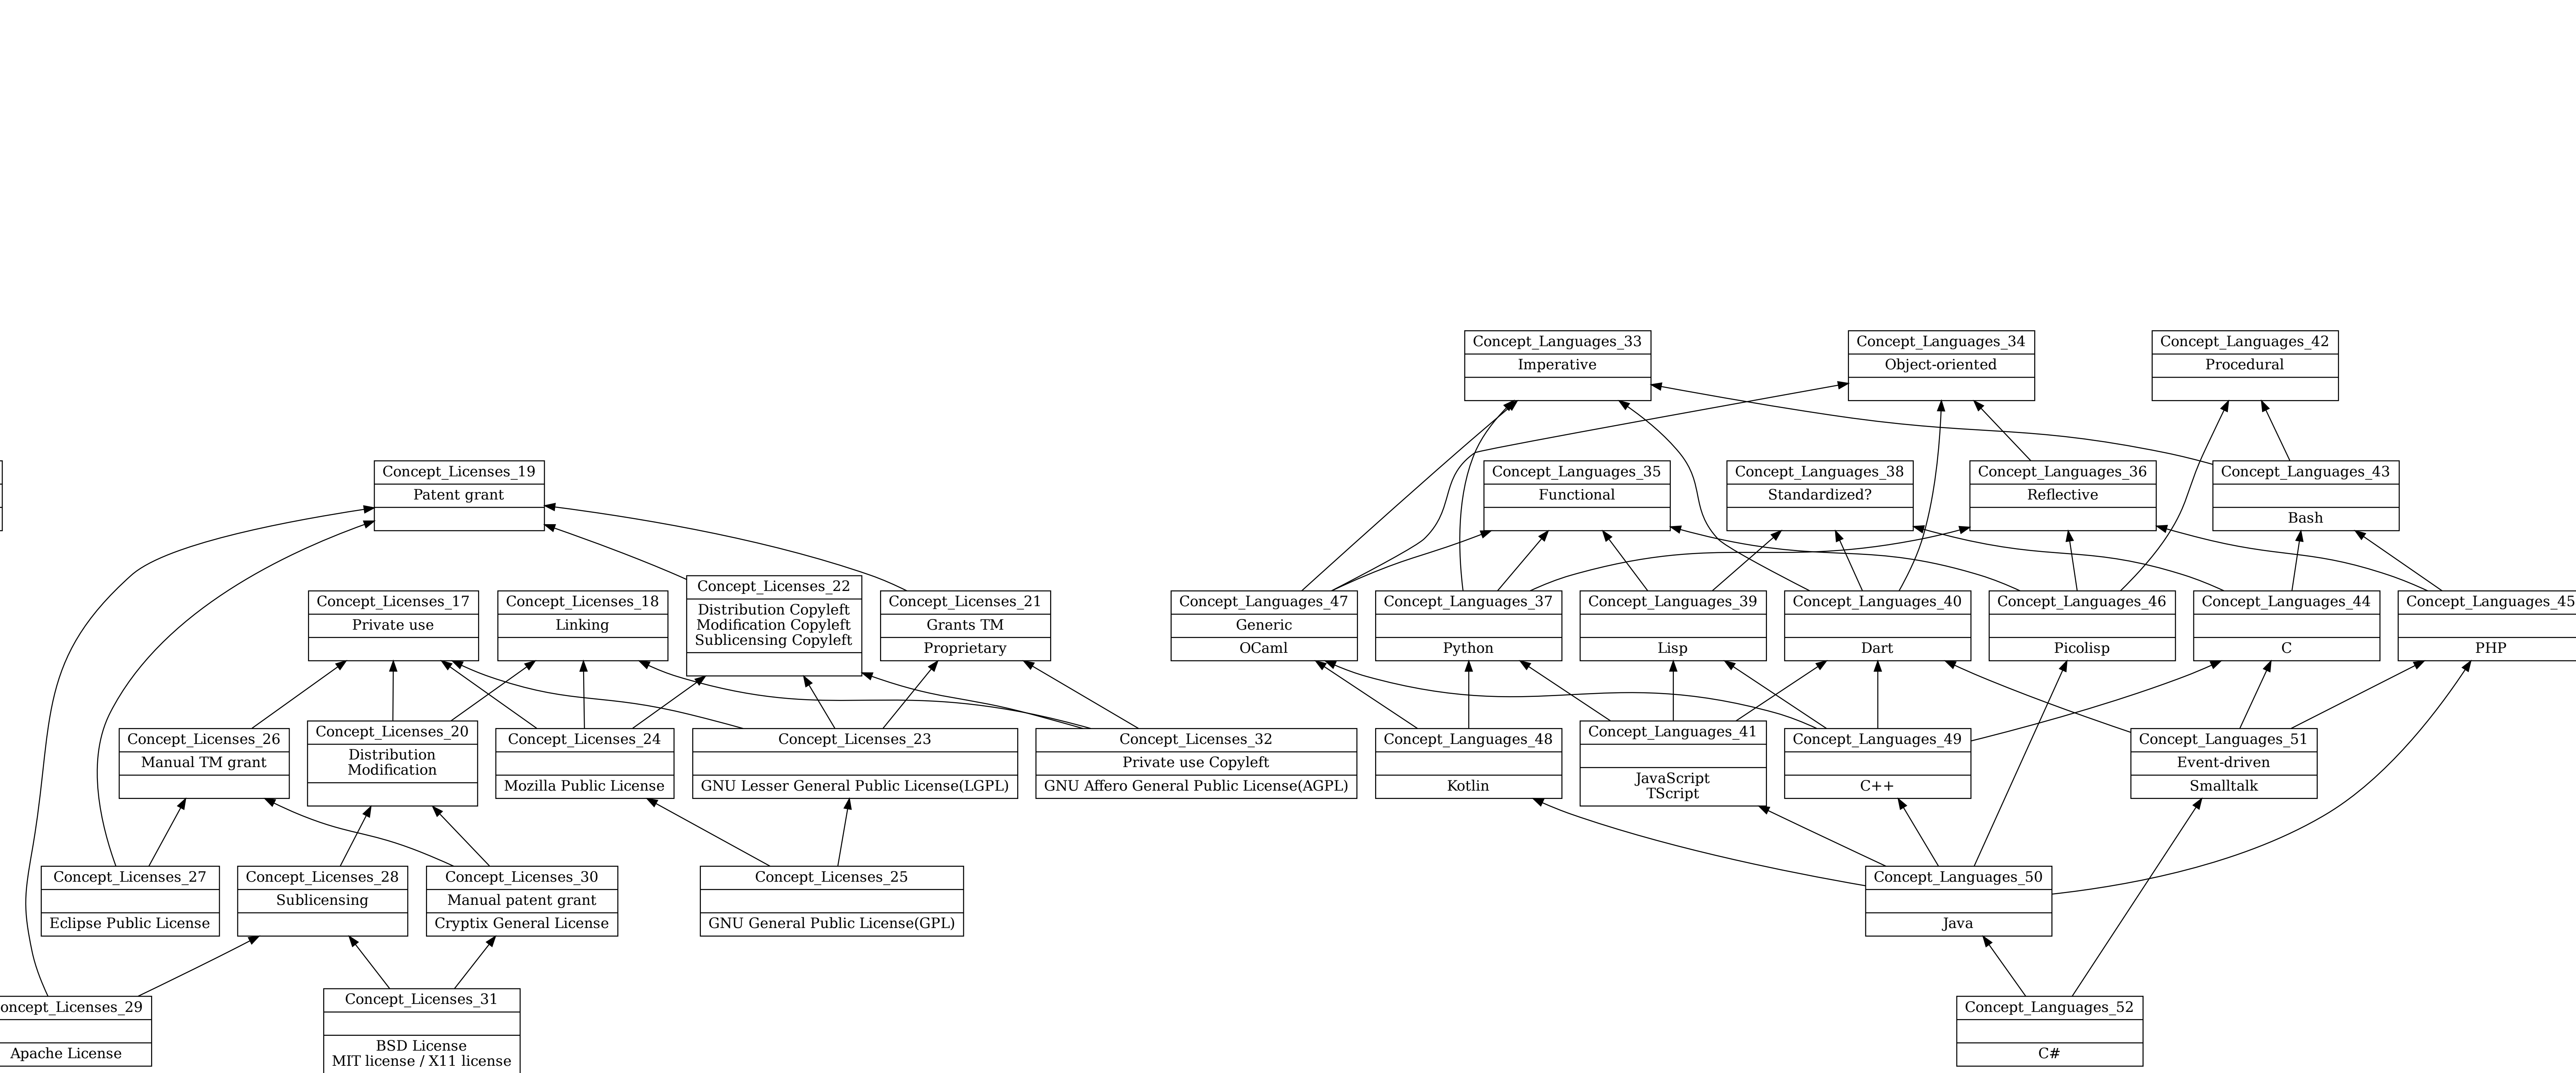 Concept_Languages_33
Imperative
Concept_Languages_34
Object-oriented
Concept_Languages_42
Procedural
Concept_Licenses_19
Patent grant
Concept_Languages_35
Functional
Concept_Languages_38
Standardized?
Concept_Languages_36
Reflective
Concept_Languages_43
Bash
Concept_Licenses_17
Private use
Concept_Licenses_18
Linking
Concept_Licenses_22
Distribution Copyleft
Modification Copyleft
Sublicensing Copyleft
Concept_Licenses_21
Grants TM
Proprietary
Concept_Languages_47
Generic
OCaml
Concept_Languages_37
Python
Concept_Languages_39
Lisp
Concept_Languages_40
Dart
Concept_Languages_46
Picolisp
Concept_Languages_44
C
Concept_Languages_45
PHP
Concept_Licenses_26
Manual TM grant
Concept_Licenses_20
Distribution
Modification
Concept_Licenses_24
Mozilla Public License
Concept_Licenses_23
GNU Lesser General Public License(LGPL)
Concept_Licenses_32
Private use Copyleft
GNU Affero General Public License(AGPL)
Concept_Languages_48
Kotlin
Concept_Languages_41
JavaScript
TScript
Concept_Languages_49
C++
Concept_Languages_51
Event-driven
Smalltalk
Concept_Licenses_27
Eclipse Public License
Concept_Licenses_28
Sublicensing
Concept_Licenses_30
Manual patent grant
Cryptix General License
Concept_Licenses_25
GNU General Public License(GPL)
Concept_Languages_50
Java
oncept_Licenses_29
Apache License
Concept_Licenses_31
BSD License
MIT license / X11 license
Concept_Languages_52
C#